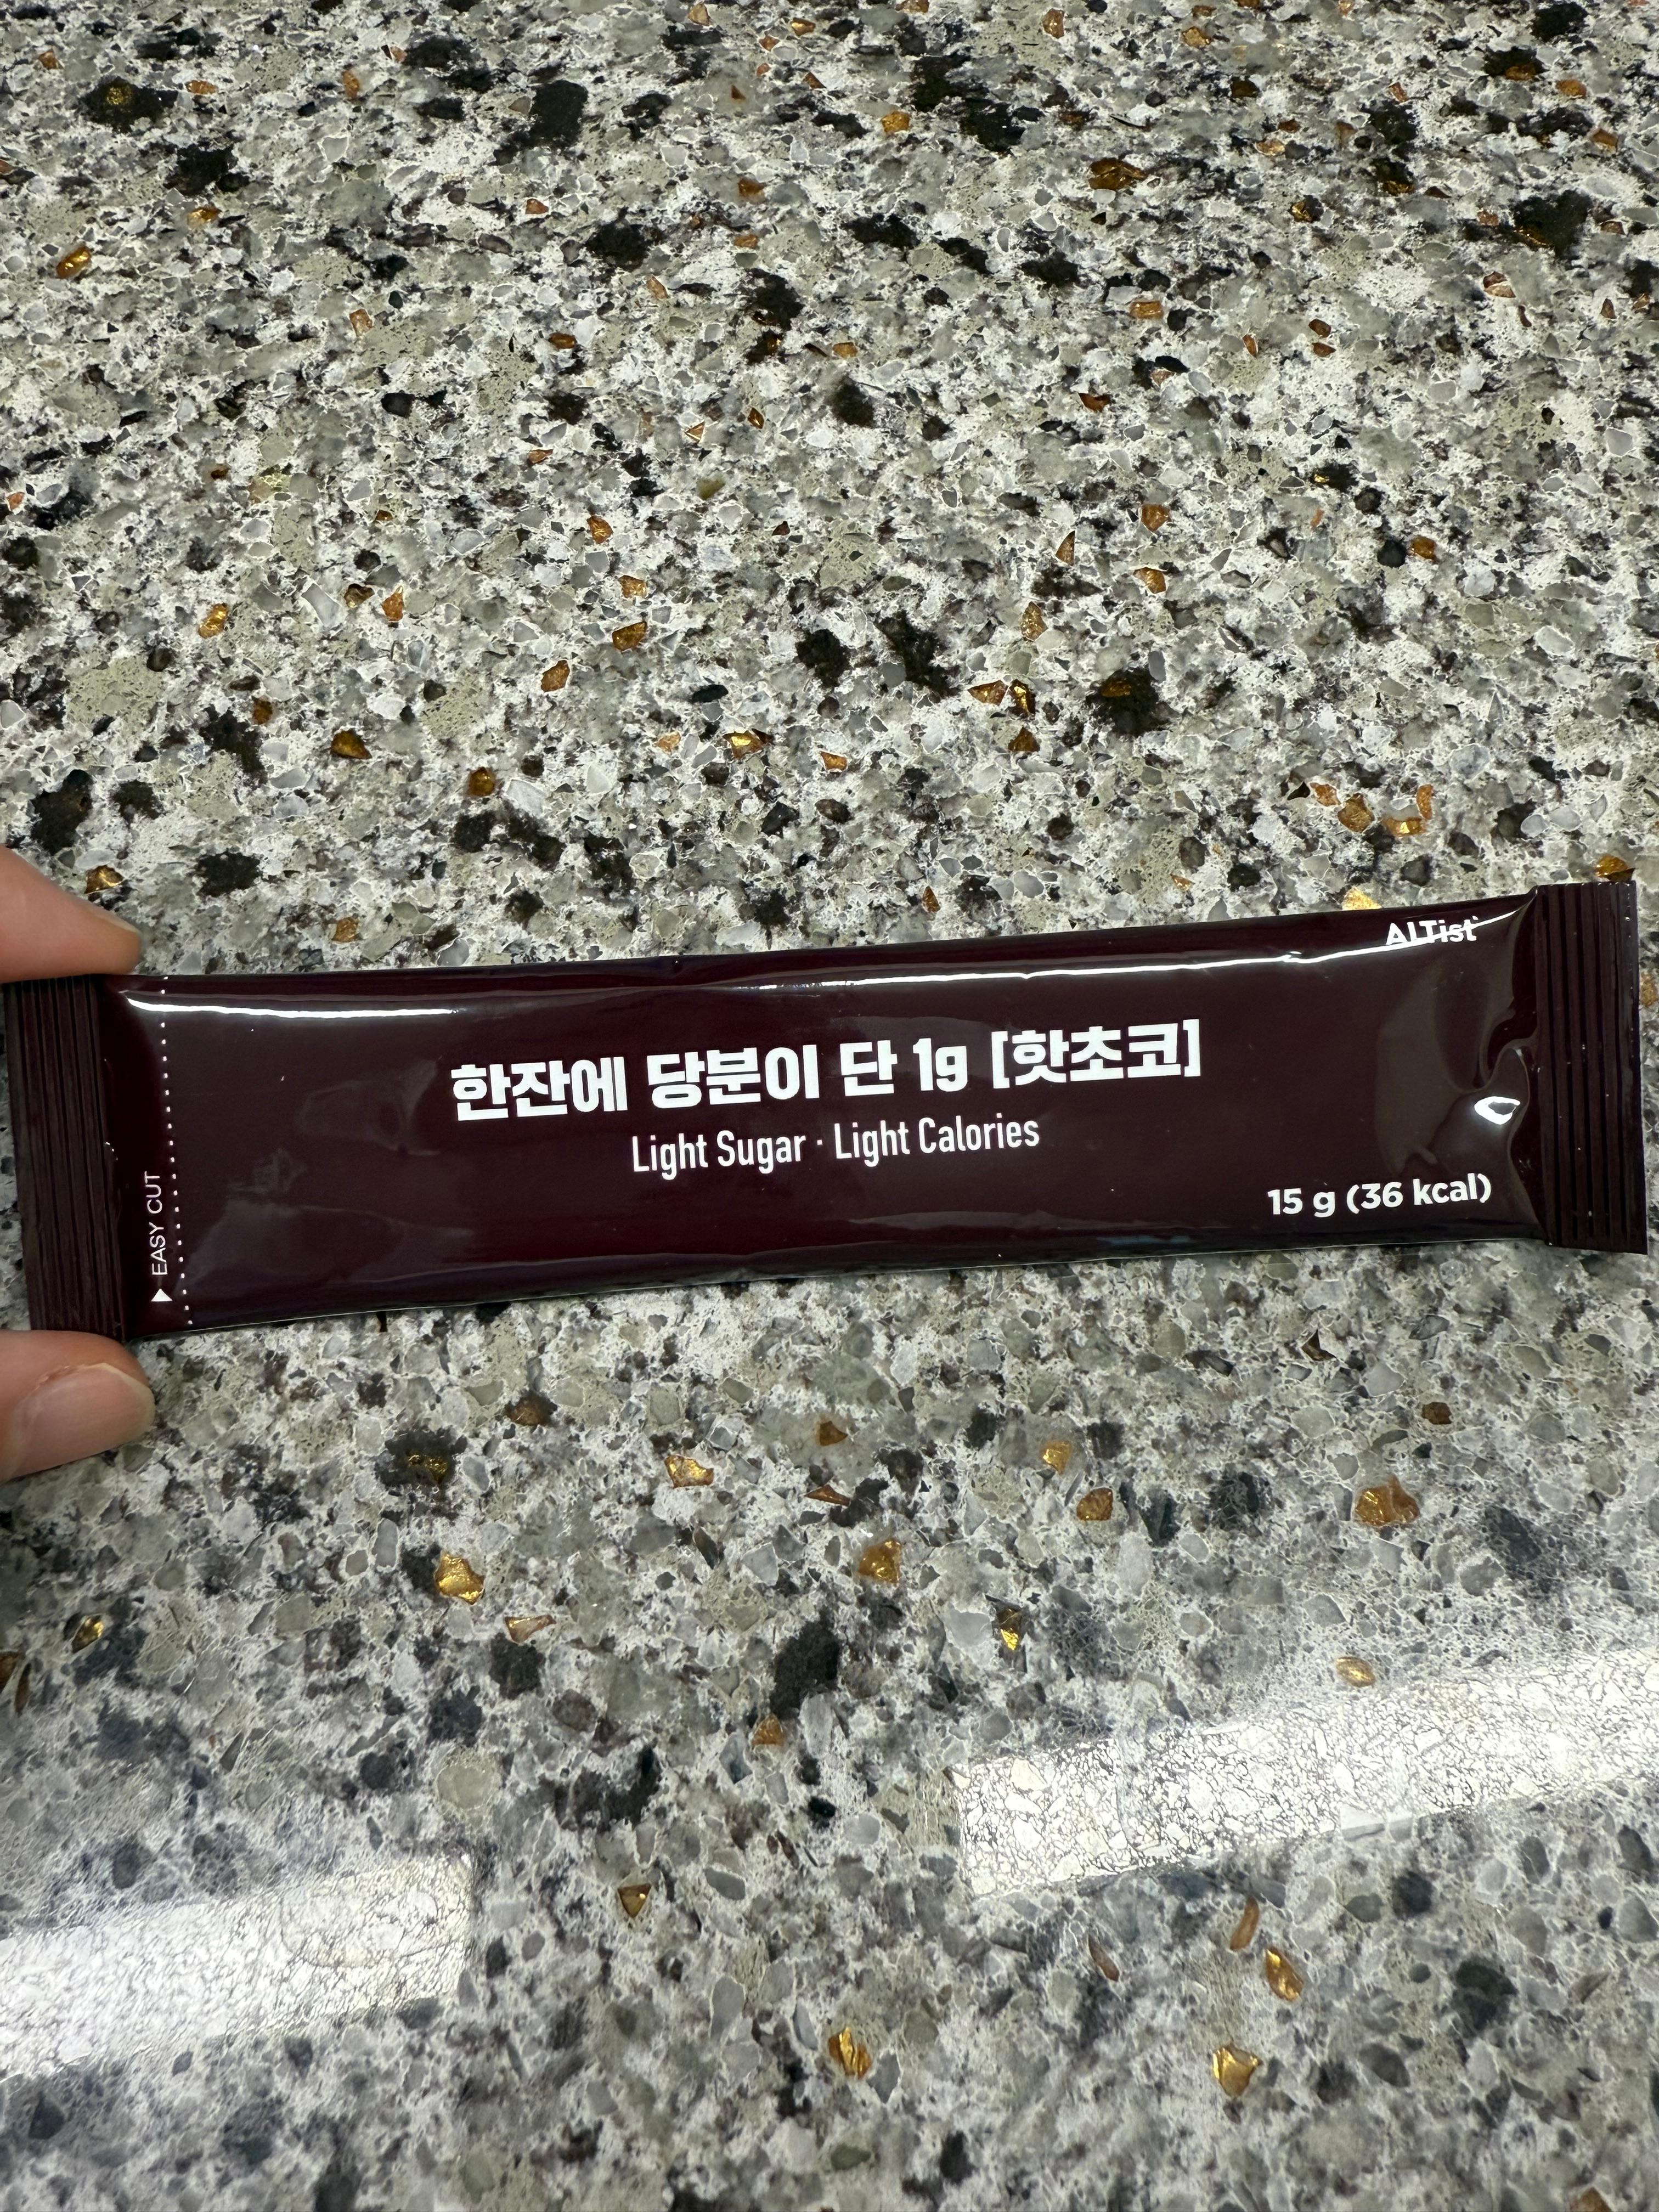 ALTist
한잔에 당분이 단 1g [핫초코]
Light Sugar · Light Calories
15 g (36 kcal)
EASY CUT